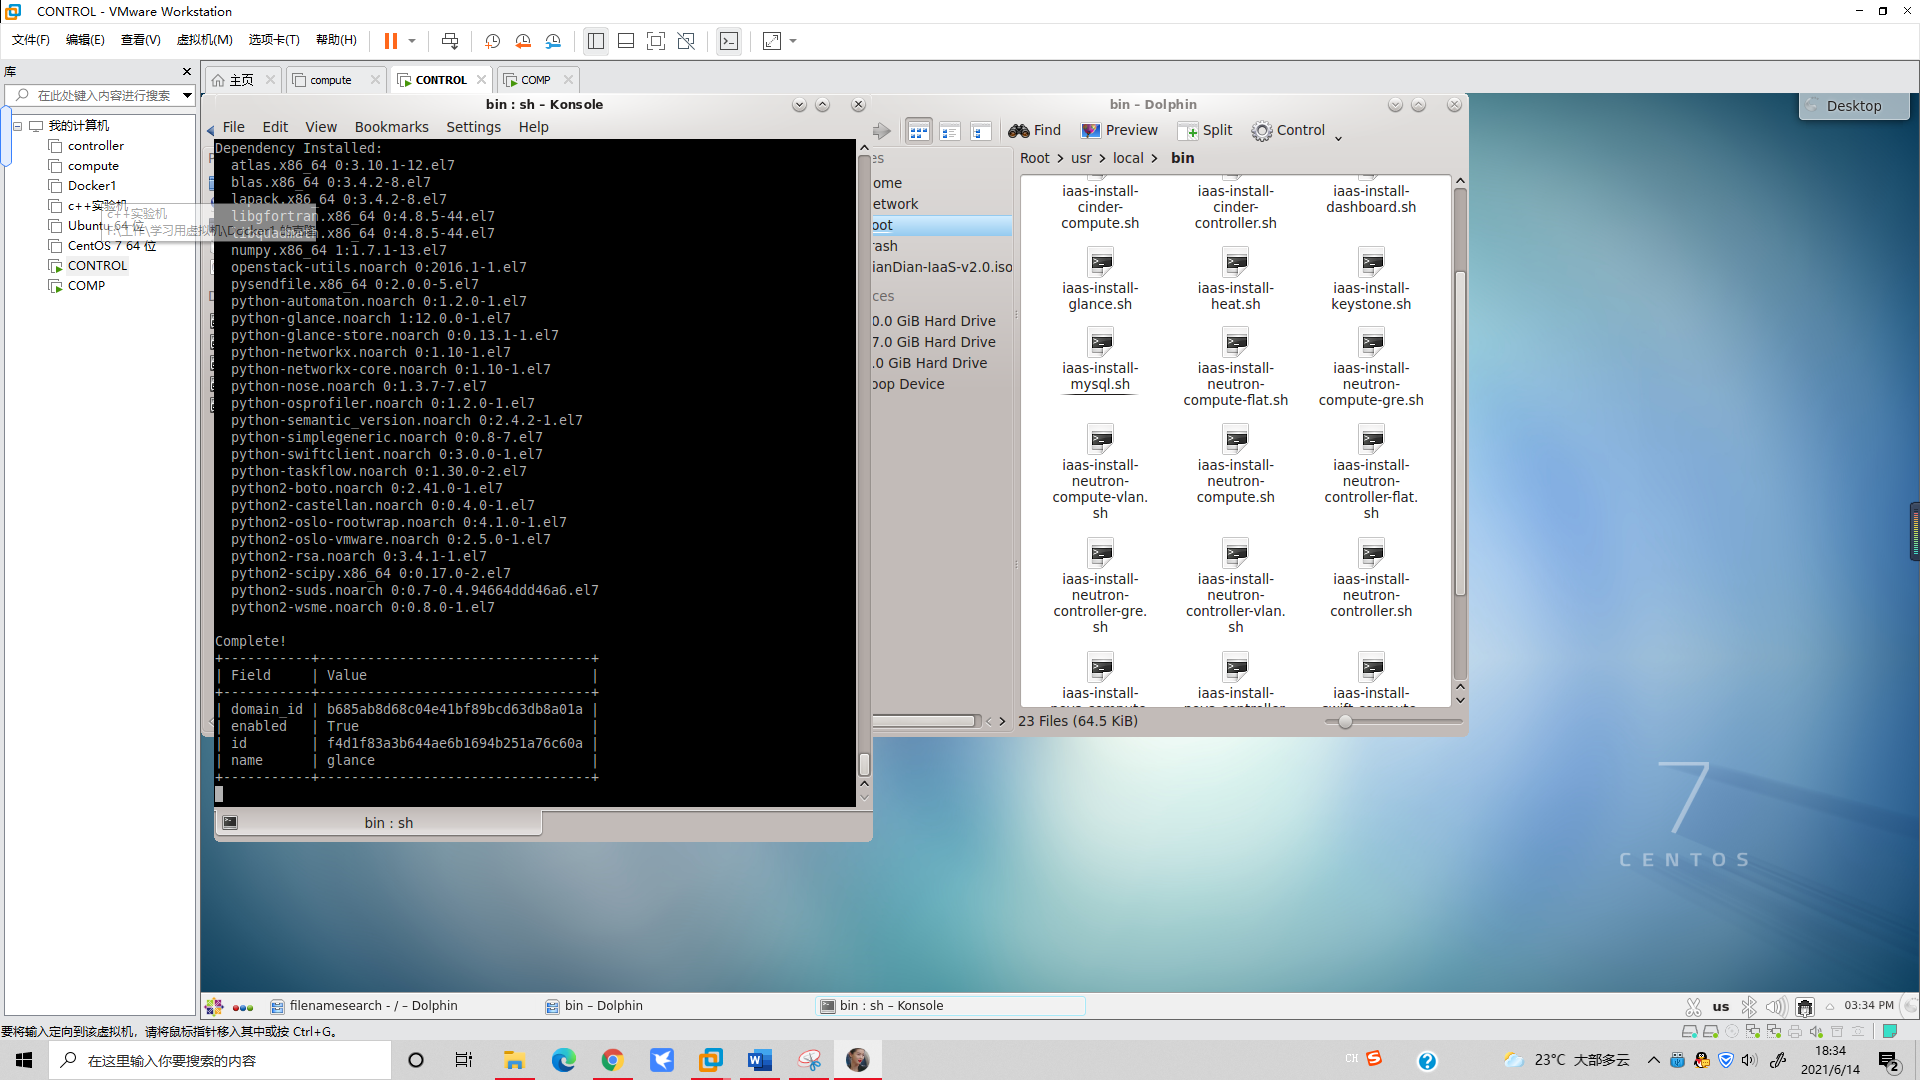 CONTROL - VMware Workstation
文件(F) 编辑(E) 查看(V) 虚拟机(M) 选项卡(T) 帮助(H)
库
在此处键入内容进行搜索
我的计算机
controller
compute
Docker1
c++实验机
Ubuntu 64 位
CentOS 7 64 位
CONTROL
COMP
c++实验机
主页
compute
CONTROL
COMP
bin : sh – Konsole
File Edit View Bookmarks Settings Help
Dependency Installed:
atlas.x86_64 0:3.10.1-12.el7
blas.x86_64 0:3.4.2-8.el7
lapack.x86_64 0:3.4.2-8.el7
libgfortran.x86_64 0:4.8.5-44.el7
libquadmath.x86_64 0:4.8.5-44.el7
numpy.x86_64 1:1.7.1-13.el7
openstack-utils.noarch 0:2016.1-1.el7
pysendfile.x86_64 0:2.0.0-5.el7
python-automaton.noarch 0:1.2.0-1.el7
python-glance.noarch 1:12.0.0-1.el7
python-glance-store.noarch 0:0.13.1-1.el7
python-networkx.noarch 0:1.10-1.el7
python-networkx-core.noarch 0:1.10-1.el7
python-nose.noarch 0:1.3.7-7.el7
python-osprofiler.noarch 0:1.2.0-1.el7
python-semantic_version.noarch 0:2.4.2-1.el7
python-simplegeneric.noarch 0:0.8-7.el7
python-swiftclient.noarch 0:3.0.0-1.el7
python-taskflow.noarch 0:1.30.0-2.el7
python2-boto.noarch 0:2.41.0-1.el7
python2-castellan.noarch 0:0.4.0-1.el7
python2-oslo-rootwrap.noarch 0:4.1.0-1.el7
python2-oslo-vmware.noarch 0:2.5.0-1.el7
python2-rsa.noarch 0:3.4.1-1.el7
python2-scipy.x86_64 0:0.17.0-2.el7
python2-suds.noarch 0:0.7-0.4.94664ddd46a6.el7
python2-wsme.noarch 0:0.8.0-1.el7
Complete!
+-----------+----------------------------------+
| Field | Value |
+-----------+----------------------------------+
| domain_id | b685ab8d68c04e41bf89bcd63db8a01a |
| enabled | True |
| id | f4d1f83a3b644ae6b1694b251a76c60a |
| name | glance |
+-----------+----------------------------------+
bin : sh
bin – Dolphin
Find Preview Split Control
Root > usr > local > bin
es
ome
etwork
oot
rash
ianDian-IaaS-v2.0.iso
ces
0.0 GiB Hard Drive
7.0 GiB Hard Drive
.0 GiB Hard Drive
oop Device
iaas-install-cinder-compute.sh
iaas-install-cinder-controller.sh
iaas-install-dashboard.sh
iaas-install-glance.sh
iaas-install-heat.sh
iaas-install-keystone.sh
iaas-install-mysql.sh
iaas-install-neutron-compute-flat.sh
iaas-install-neutron-compute-gre.sh
iaas-install-neutron-compute-vlan.sh
iaas-install-neutron-compute.sh
iaas-install-neutron-controller-flat.sh
iaas-install-neutron-controller-gre.sh
iaas-install-neutron-controller-vlan.sh
iaas-install-neutron-controller.sh
iaas-install-
iaas-install-
iaas-install-
23 Files (64.5 KiB)
Desktop
7
CENTOS
filenamesearch - / – Dolphin
bin – Dolphin
bin : sh – Konsole
us
03:34 PM
要将输入定向到该虚拟机，请将鼠标指针移入其中或按 Ctrl+G。
在这里输入你要搜索的内容
CH
23°C 大部多云
18:34
2021/6/14
2